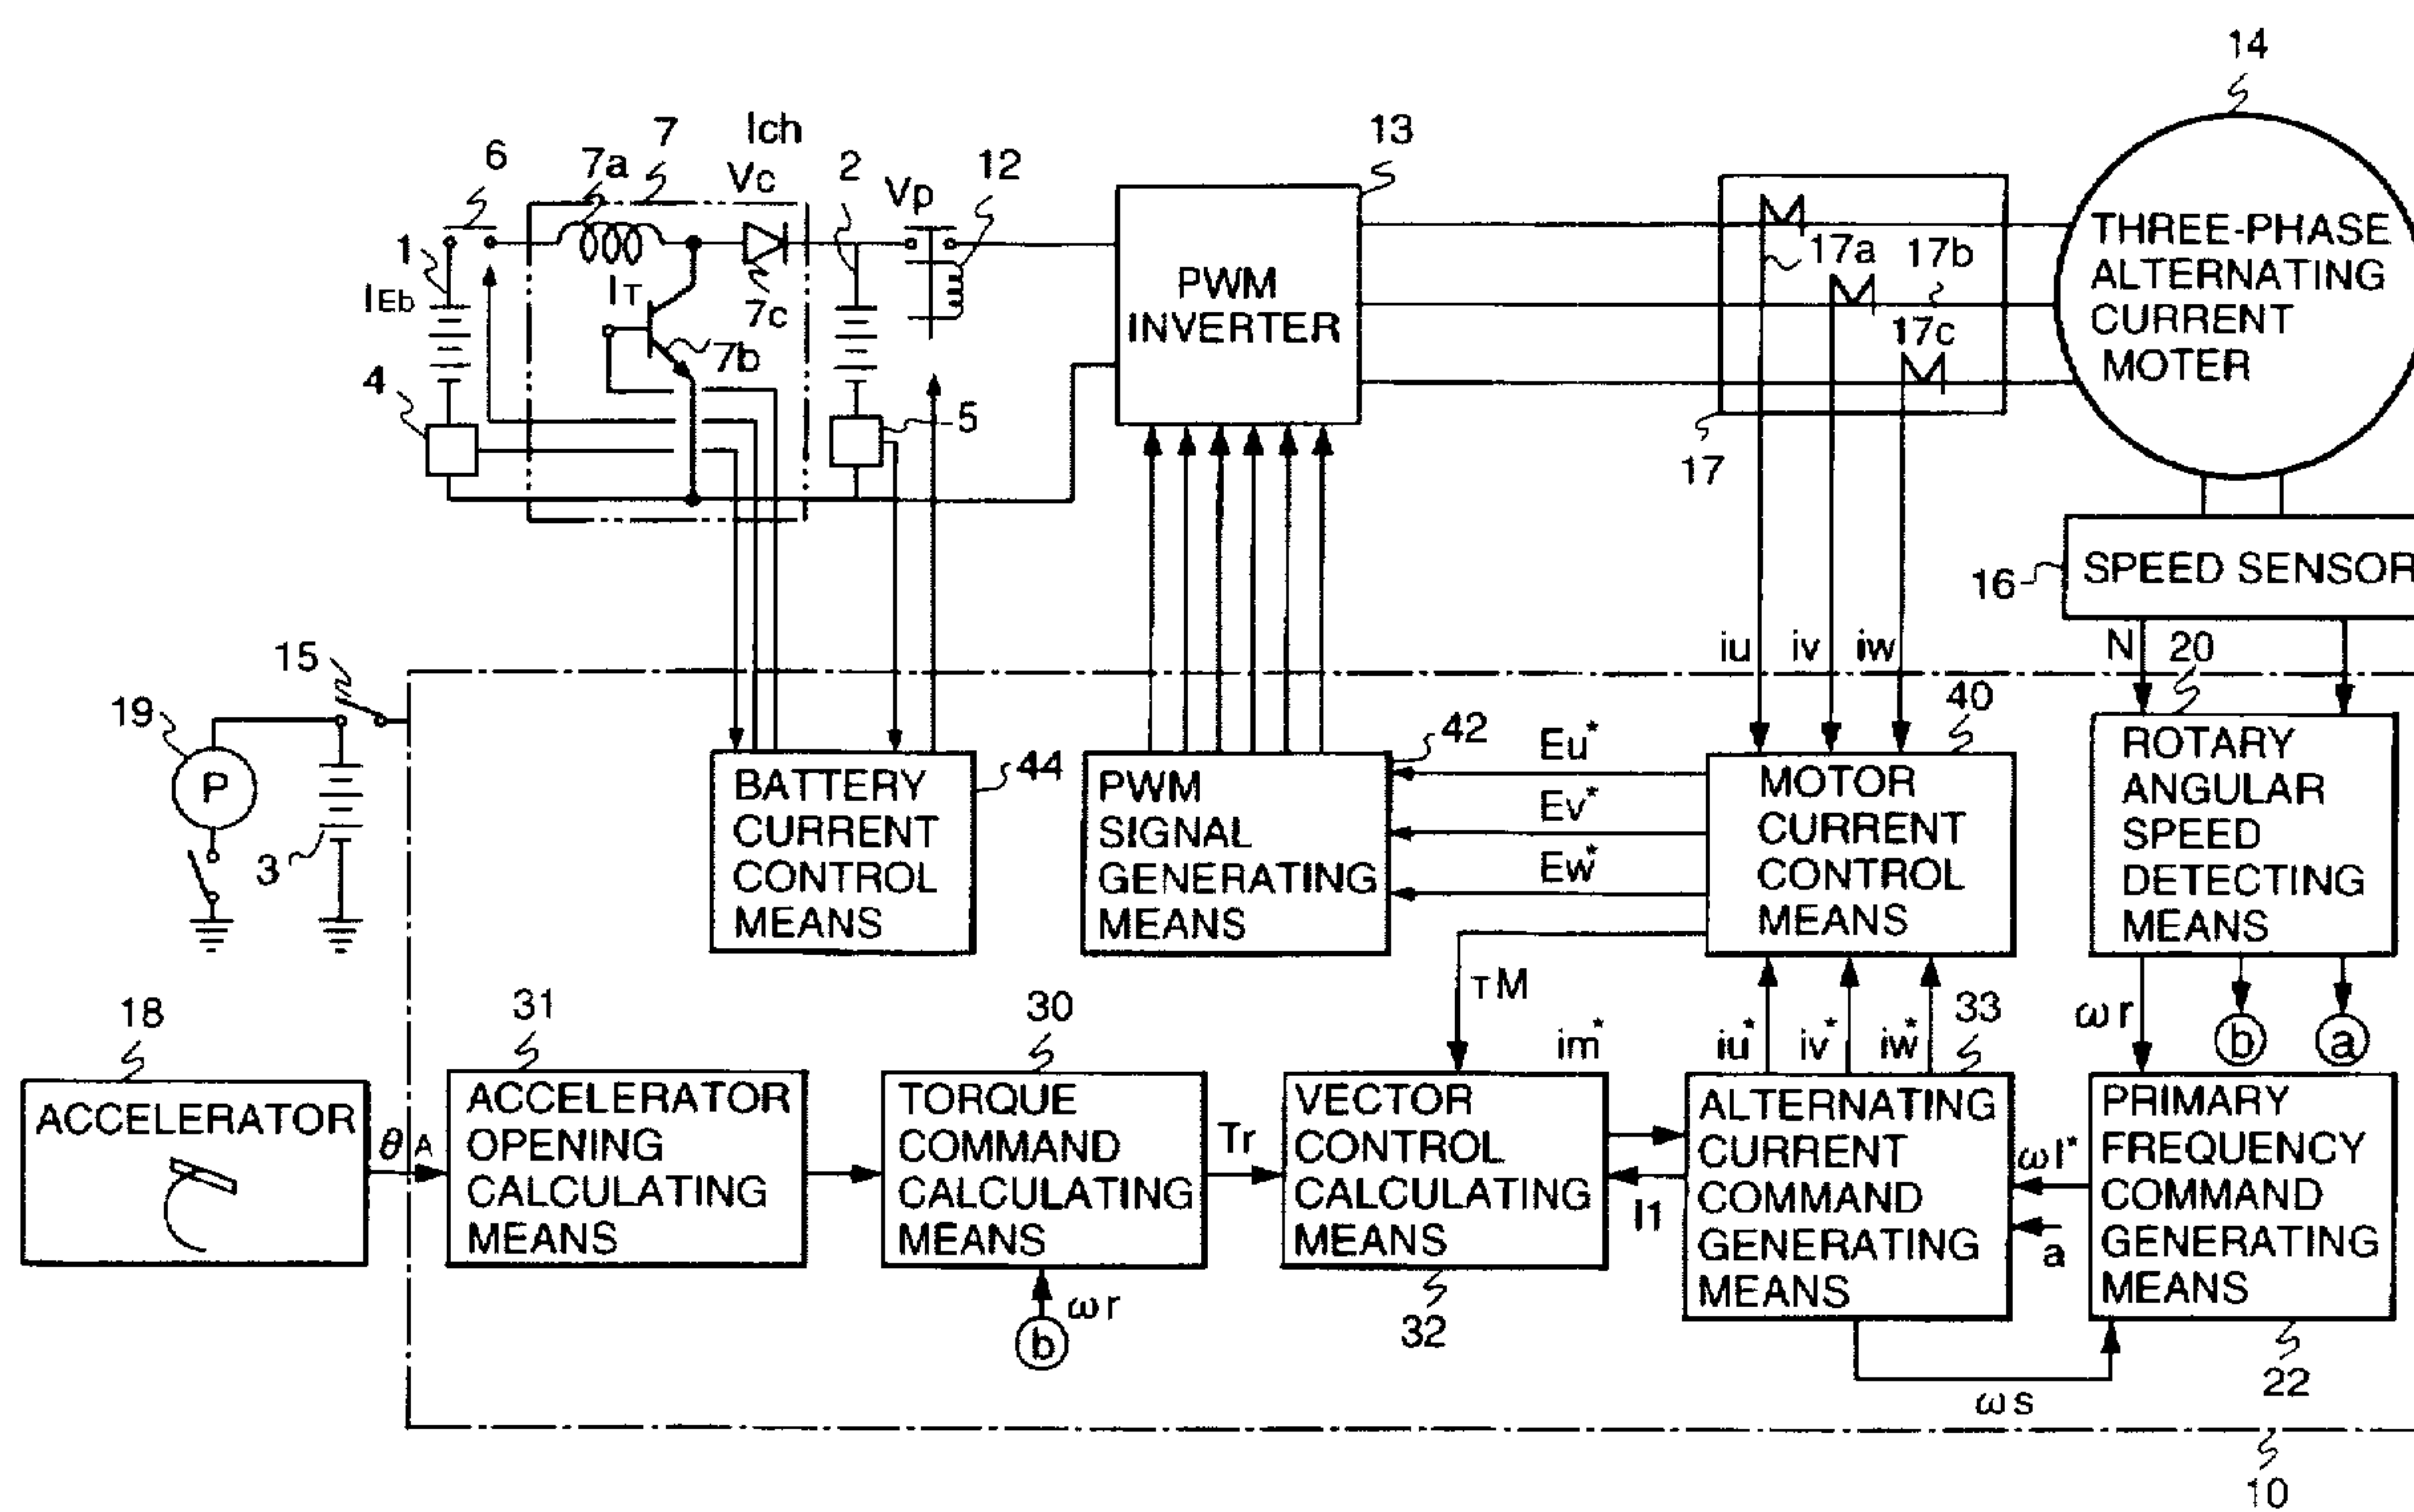 14
13
Ich
7
6
7a
Vc
2
Vp
12
1
IEb
IT
7c
7b
4
5
PWM
INVERTER
17a
17b
17c
17
THREE-PHASE
ALTERNATING
CURRENT
MOTER
16
SPEED SENSOR
iu
iv
iw
N
20
15
19
P
3
44
BATTERY
CURRENT
CONTROL
MEANS
42
PWM
SIGNAL
GENERATING
MEANS
Eu*
Ev*
Ew*
40
MOTOR
CURRENT
CONTROL
MEANS
ROTARY
ANGULAR
SPEED
DETECTING
MEANS
τM
ωr
b
a
18
ACCELERATOR
θA
31
ACCELERATOR
OPENING
CALCULATING
MEANS
30
TORQUE
COMMAND
CALCULATING
MEANS
ωr
b
Tr
VECTOR
CONTROL
CALCULATING
MEANS
32
im*
I1
iu*
iv*
iw*
33
ALTERNATING
CURRENT
COMMAND
GENERATING
MEANS
ωI*
a
PRIMARY
FREQUENCY
COMMAND
GENERATING
MEANS
22
ωs
10